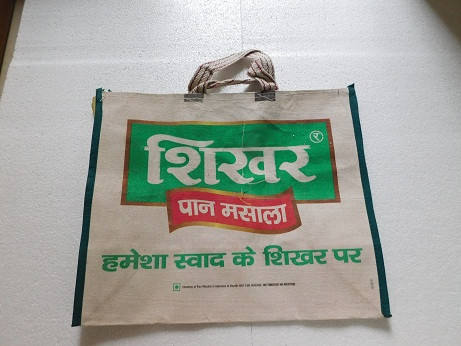 शिखर
र
पान मसाला
हमेशा स्वाद के शिखर पर